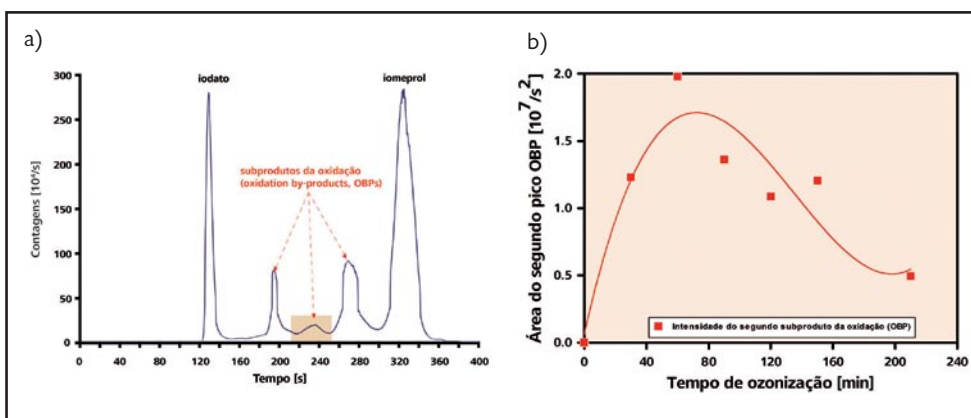 a)
iodato
iomeprol
subprodutos da oxidação
(oxidation by-products, OBPs)
Contagens [10⁴/s]
300
250
200
150
100
50
0
0 40 80 120 160 200 240 280 320 360 400
Tempo [s]
b)
Área do segundo pico OBP [10⁷/s²]
2.0
1.5
1.0
0.5
0.0
Intensidade do segundo subproduto da oxidação (OBP)
0 40 80 120 160 200 240
Tempo de ozonização [min]